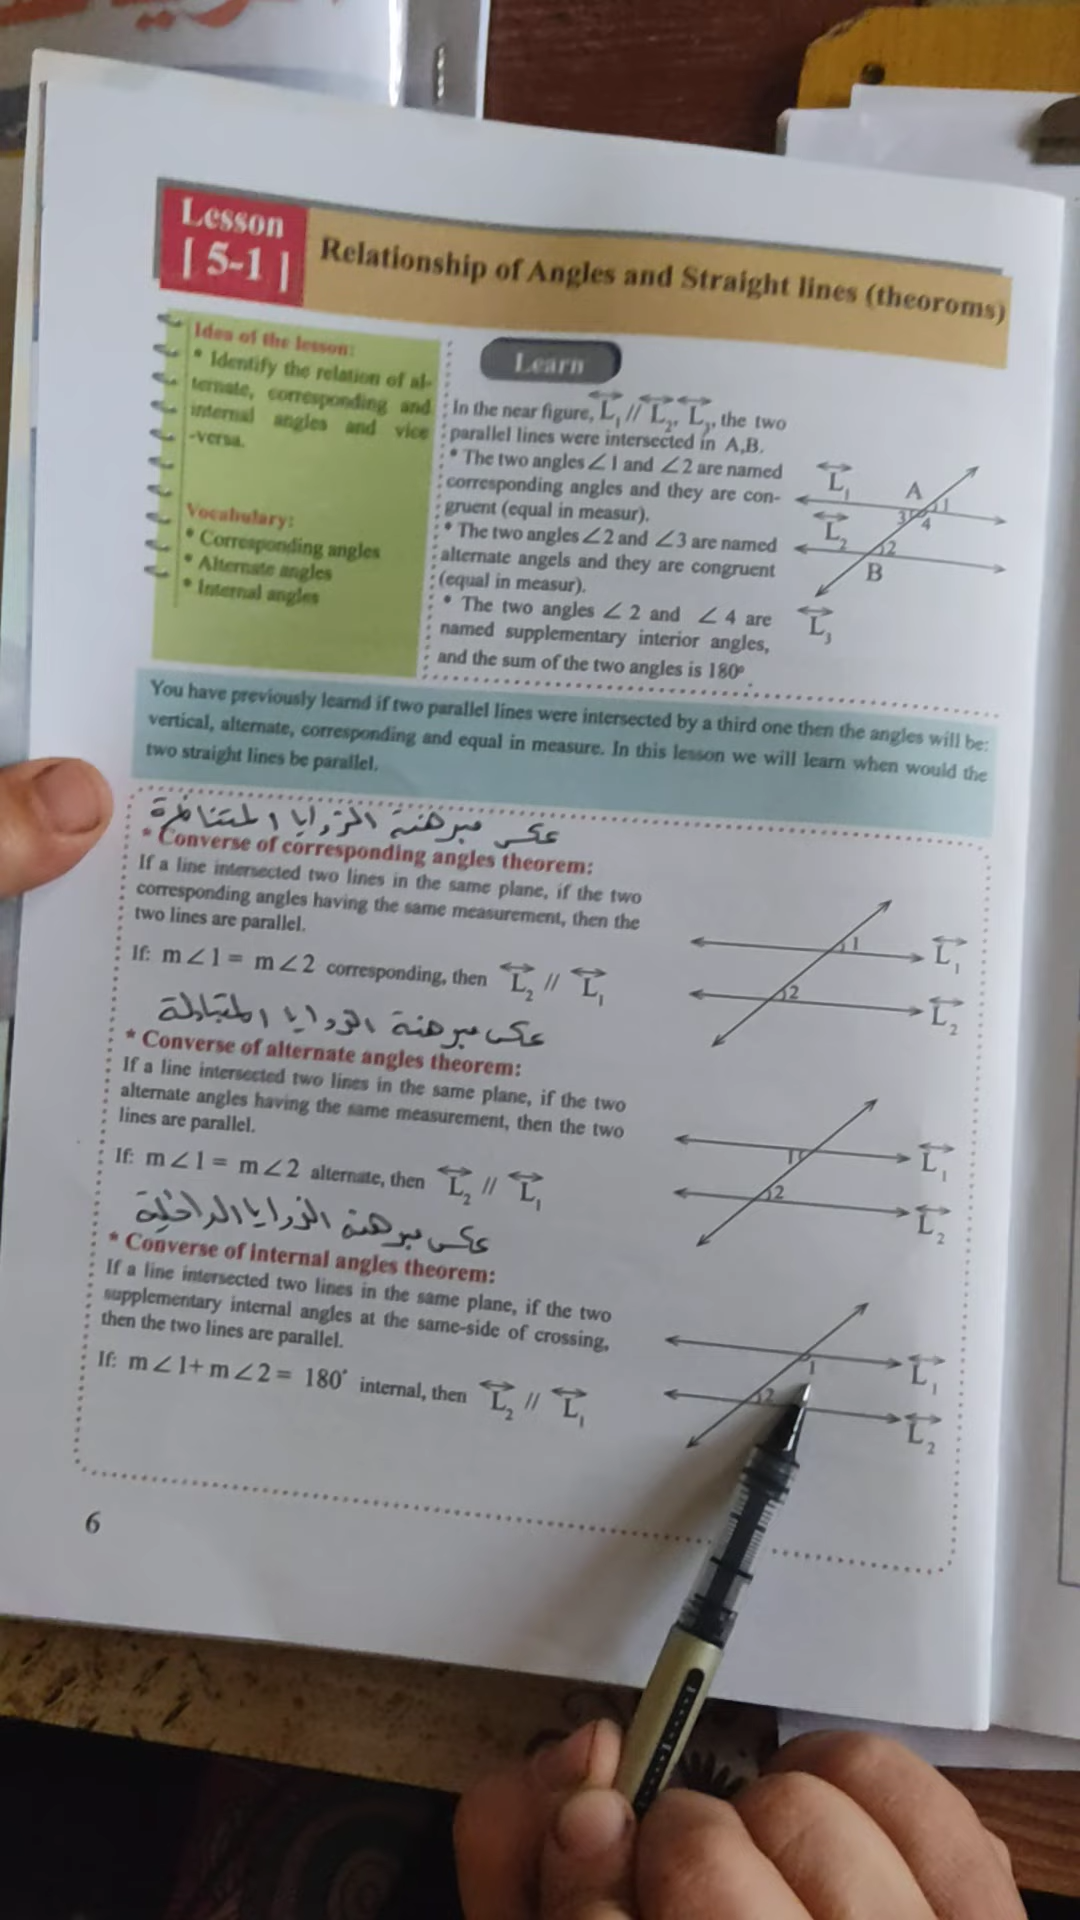 Lesson
[ 5-1 ]
Relationship of Angles and Straight lines (theoroms)
Idea of the lesson:
* Identify the relation of al-
ternate, corresponding and
internal angles and vice
-versa.
Vocabulary:
* Corresponding angles
* Alternate angles
* Internal angles
Learn
In the near figure, L₁ // L₂, L₃, the two
parallel lines were intersected in A,B.
* The two angles ∠1 and ∠2 are named
corresponding angles and they are con-
gruent (equal in measur).
* The two angles ∠2 and ∠3 are named
alternate angels and they are congruent
(equal in measur).
* The two angles ∠ 2 and ∠ 4 are
named supplementary interior angles,
and the sum of the two angles is 180º .
L₁
A
1
3
4
L₂
2
B
L₃
You have previously learnd if two parallel lines were intersected by a third one then the angles will be:
vertical, alternate, corresponding and equal in measure. In this lesson we will learn when would the
two straight lines be parallel.
عكس مبرهنة الزوايا المتناظرة
* Converse of corresponding angles theorem:
If a line intersected two lines in the same plane, if the two
corresponding angles having the same measurement, then the
two lines are parallel.
If: m∠1 = m∠2 corresponding, then L₂ // L₁
1
L₁
2
L₂
عكس مبرهنة الزوايا المتبادلة
* Converse of alternate angles theorem:
If a line intersected two lines in the same plane, if the two
alternate angles having the same measurement, then the two
lines are parallel.
If: m∠1 = m∠2 alternate, then L₂ // L₁
1
L₁
2
L₂
عكس مبرهنة الزوايا الداخلية
* Converse of internal angles theorem:
If a line intersected two lines in the same plane, if the two
supplementary internal angles at the same-side of crossing,
then the two lines are parallel.
If: m∠1+ m∠2 = 180° internal, then L₂ // L₁
1
L₁
2
L₂
6